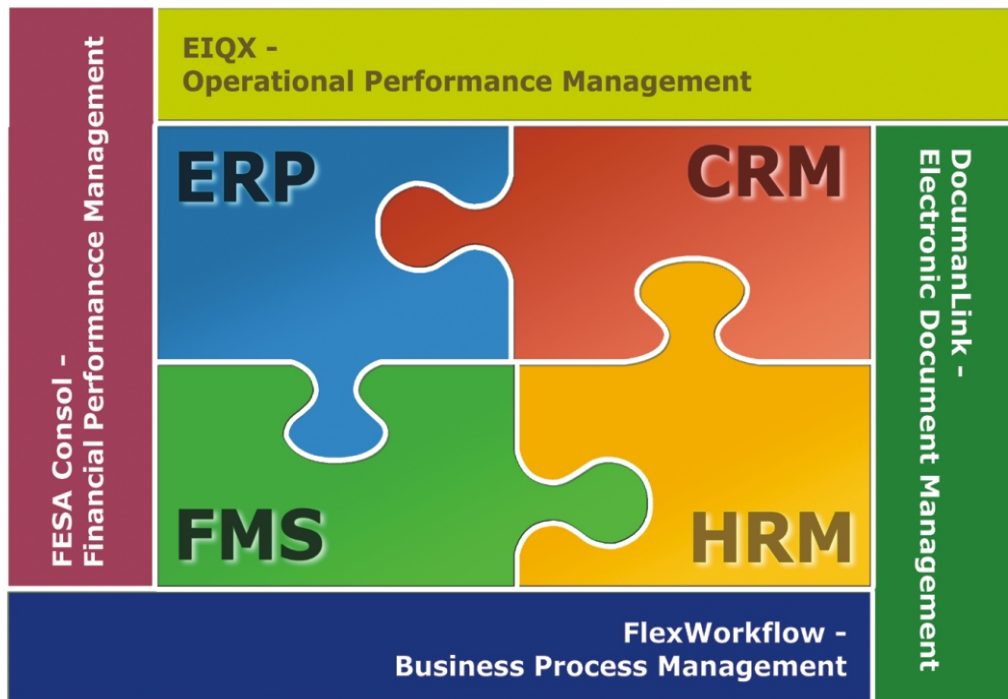 EIQX -
Operational Performance Management
FESA Consol -
Financial Performancce Management
ERP
CRM
DocumanLink -
Electronic Document Management
FMS
HRM
FlexWorkflow -
Business Process Management